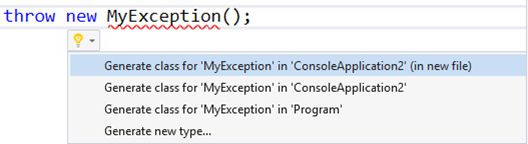 throw new MyException();
Generate class for 'MyException' in 'ConsoleApplication2' (in new file)
Generate class for 'MyException' in 'ConsoleApplication2'
Generate class for 'MyException' in 'Program'
Generate new type...